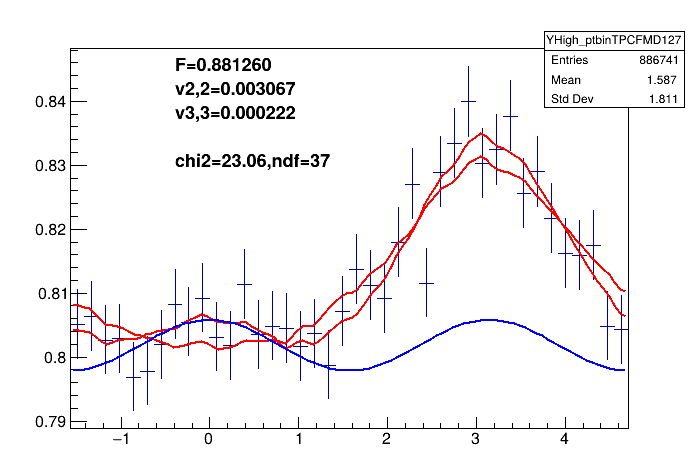 YHigh_ptbinTPCFMD127
Entries 886741
Mean 1.587
Std Dev 1.811
F=0.881260
v2,2=0.003067
v3,3=0.000222
chi2=23.06,ndf=37
0.84
0.83
0.82
0.81
0.8
0.79
−1 0 1 2 3 4